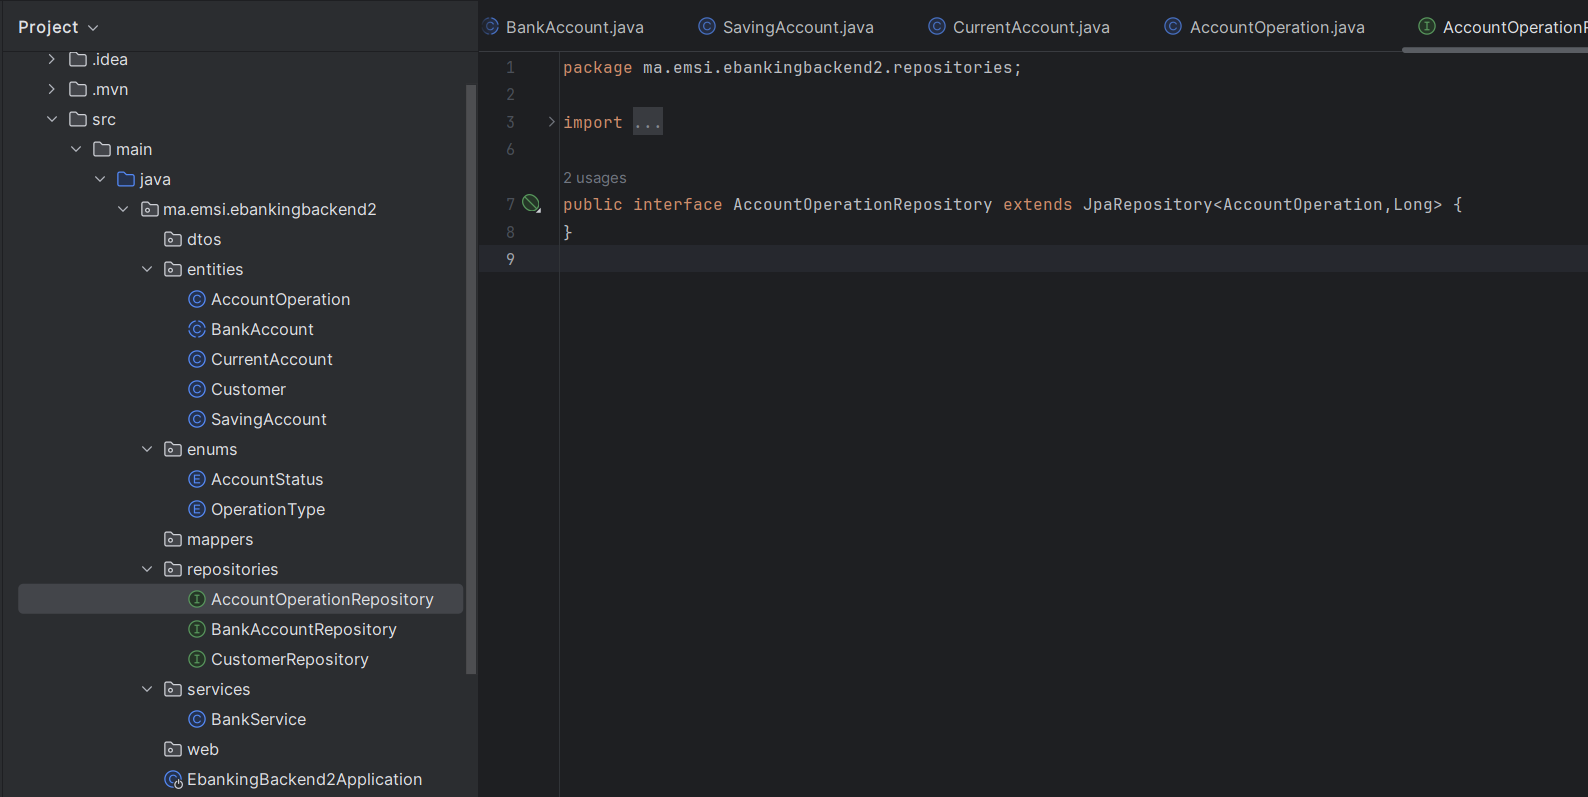 Project
.idea
.mvn
src
main
java
ma.emsi.ebankingbackend2
dtos
entities
AccountOperation
BankAccount
CurrentAccount
Customer
SavingAccount
enums
AccountStatus
OperationType
mappers
repositories
AccountOperationRepository
BankAccountRepository
CustomerRepository
services
BankService
web
EbankingBackend2Application
BankAccount.java SavingAccount.java CurrentAccount.java AccountOperation.java AccountOperationR
1 package ma.emsi.ebankingbackend2.repositories;
2
3 import ...
6
2 usages
7 public interface AccountOperationRepository extends JpaRepository<AccountOperation,Long> {
8 }
9